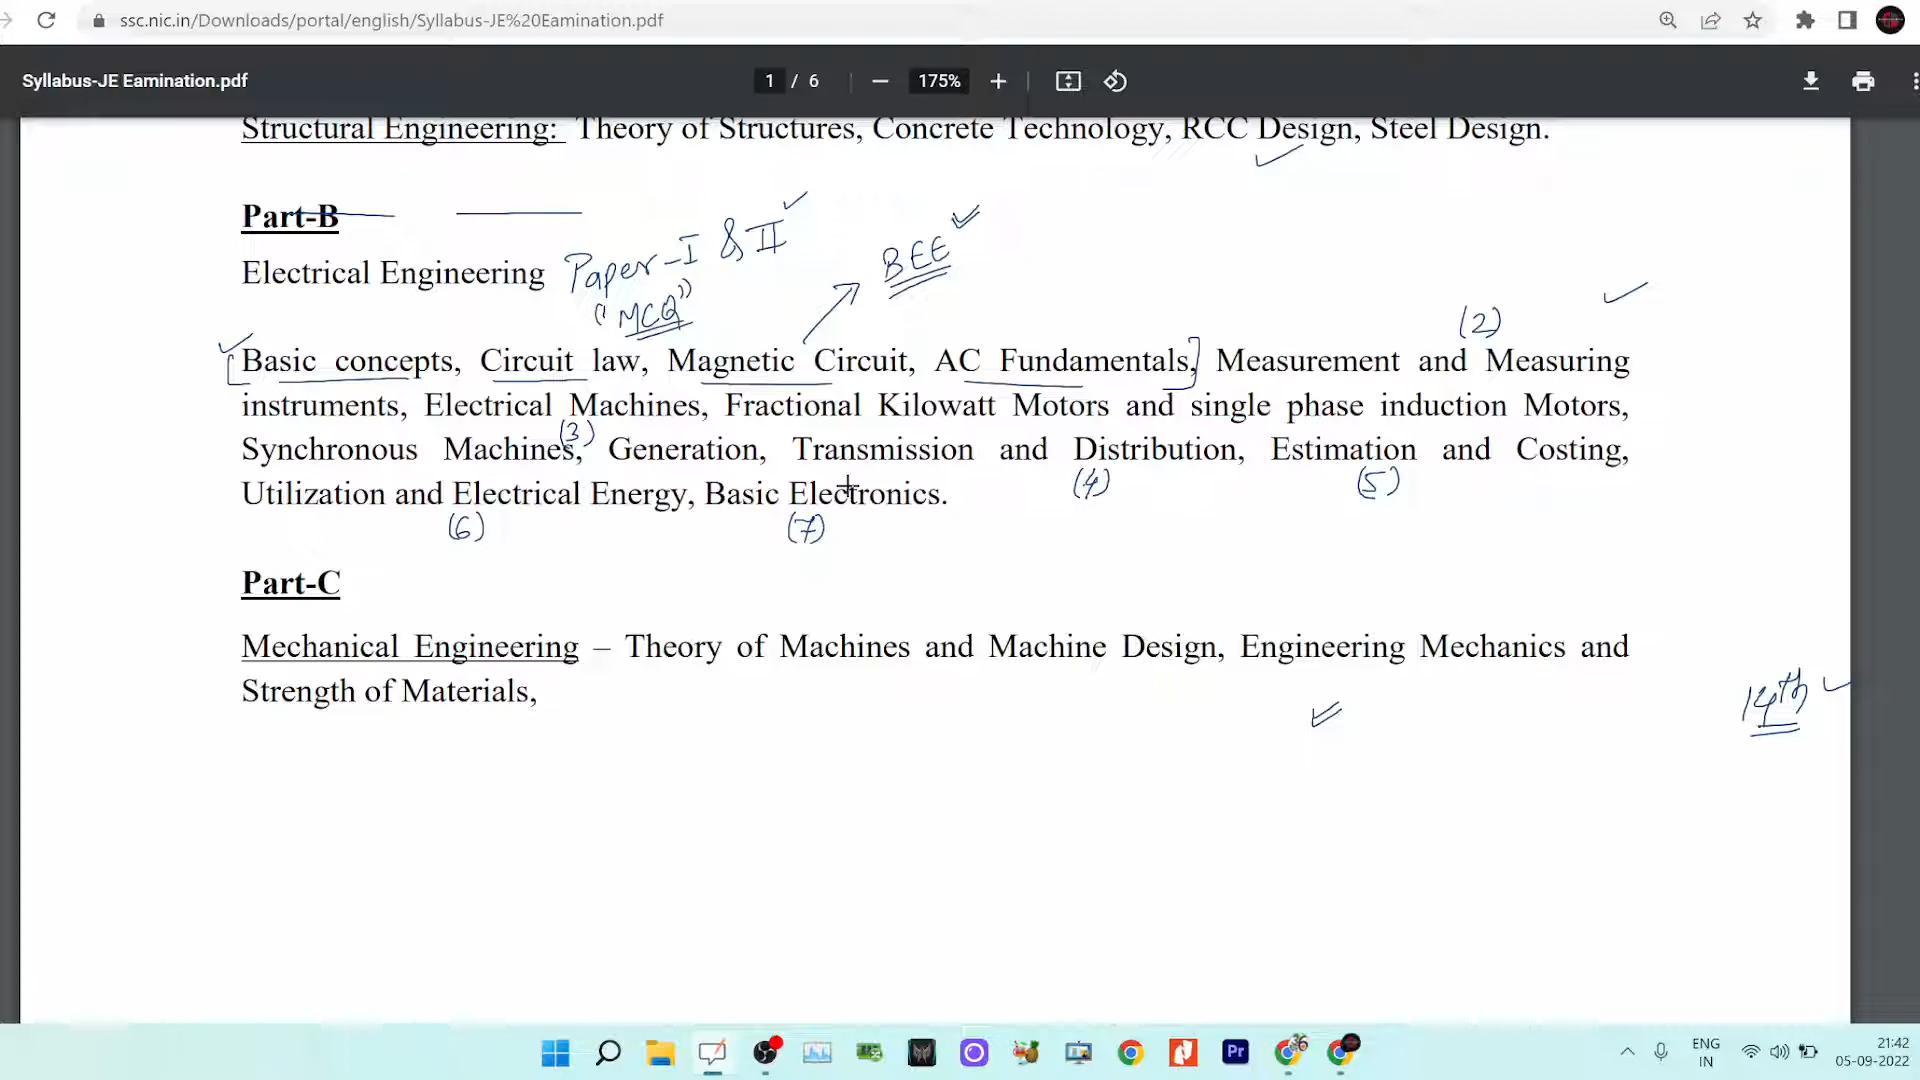 ssc.nic.in/Downloads/portal/english/Syllabus-JE%20Eamination.pdf
Syllabus-JE Eamination.pdf
1 / 6
175%
Structural Engineering: Theory of Structures, Concrete Technology, RCC Design, Steel Design.
Part-B
Electrical Engineering Paper-I & II
"MCQ"
BEE
(2)
Basic concepts, Circuit law, Magnetic Circuit, AC Fundamentals, Measurement and Measuring
instruments, Electrical Machines, Fractional Kilowatt Motors and single phase induction Motors,
(3)
Synchronous Machines, Generation, Transmission and Distribution, Estimation and Costing,
(4) (5)
Utilization and Electrical Energy, Basic Electronics.
(6) (7)
Part-C
Mechanical Engineering – Theory of Machines and Machine Design, Engineering Mechanics and
Strength of Materials,
14th
36
Pr
ENG
IN
21:42
05-09-2022